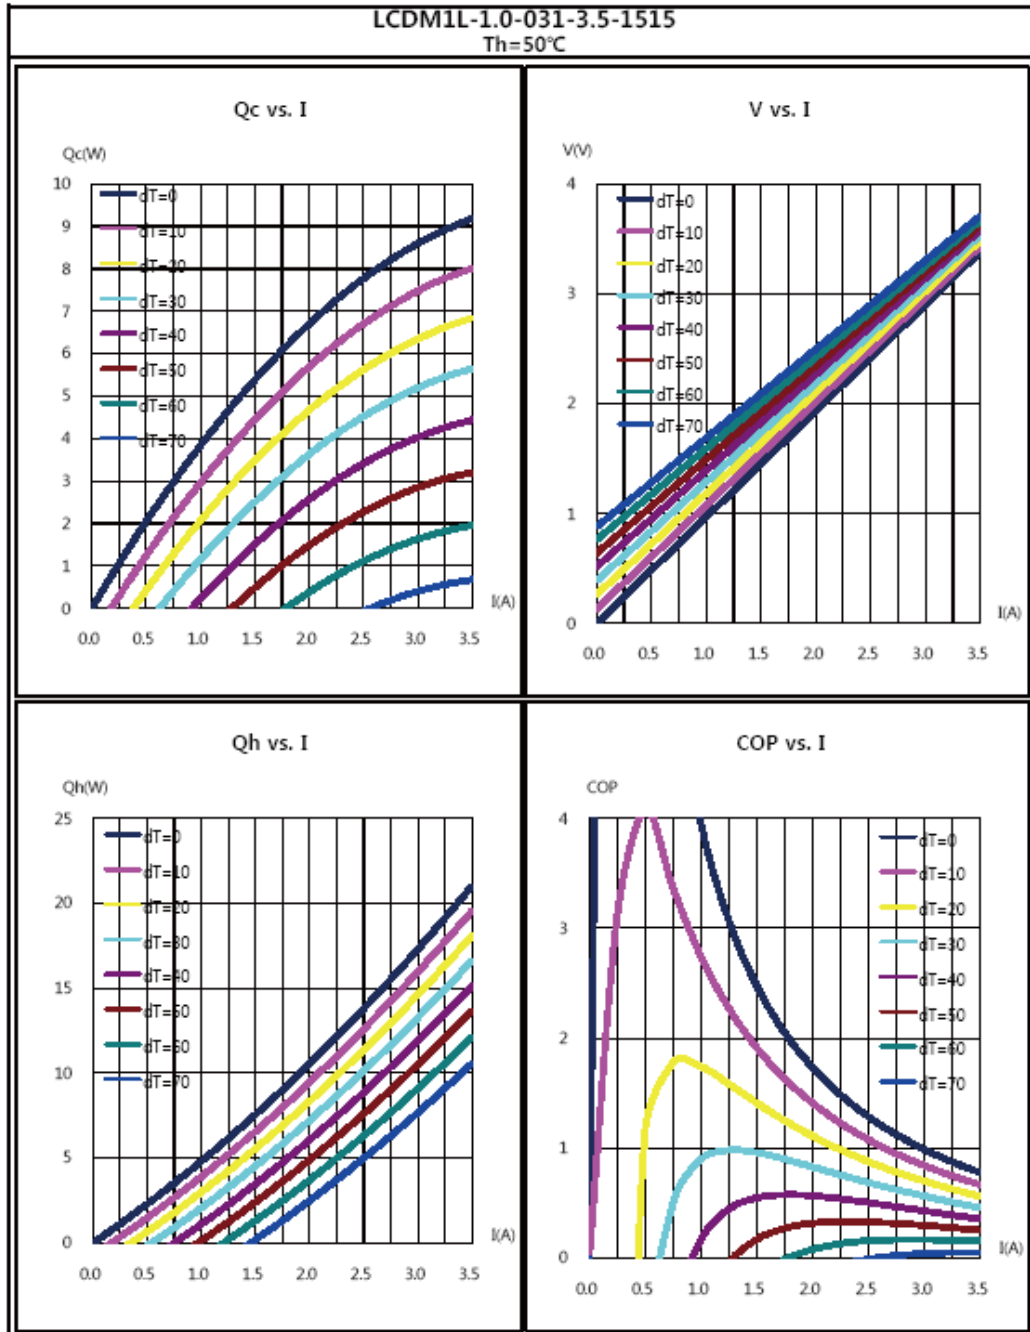 LCDM1L-1.0-031-3.5-1515
Th=50℃
Qc vs. I
Qc(W)
10
9
8
7
6
5
4
3
2
1
0
dT=0
dT=10
dT=20
dT=30
dT=40
dT=50
dT=60
dT=70
I(A)
0.0 0.5 1.0 1.5 2.0 2.5 3.0 3.5
V vs. I
V(V)
4
3
2
1
0
dT=0
dT=10
dT=20
dT=30
dT=40
dT=50
dT=60
dT=70
I(A)
0.0 0.5 1.0 1.5 2.0 2.5 3.0 3.5
Qh vs. I
Qh(W)
25
20
15
10
5
0
dT=0
dT=10
dT=20
dT=30
dT=40
dT=50
dT=60
dT=70
I(A)
0.0 0.5 1.0 1.5 2.0 2.5 3.0 3.5
COP vs. I
COP
4
3
2
1
0
dT=0
dT=10
dT=20
dT=30
dT=40
dT=50
dT=60
dT=70
I(A)
0.0 0.5 1.0 1.5 2.0 2.5 3.0 3.5